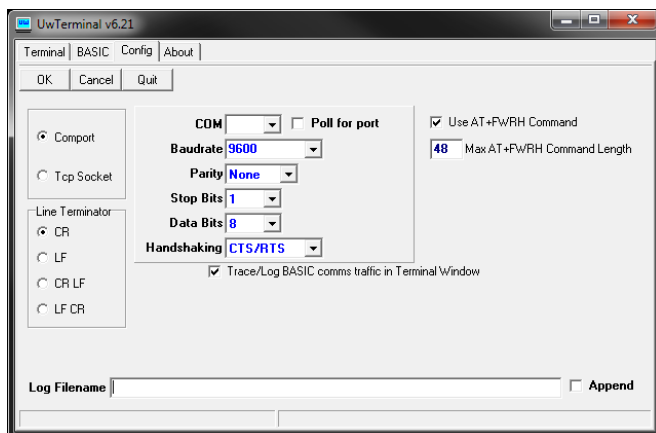 UwTerminal v6.21
Terminal BASIC Config About
OK Cancel Quit
Comport
Tcp Socket
Line Terminator
CR
LF
CR LF
LF CR
COM Poll for port
Baudrate 9600
Parity None
Stop Bits 1
Data Bits 8
Handshaking CTS/RTS
Use AT+FWRH Command
48 Max AT+FWRH Command Length
Trace/Log BASIC comms traffic in Terminal Window
Log Filename Append